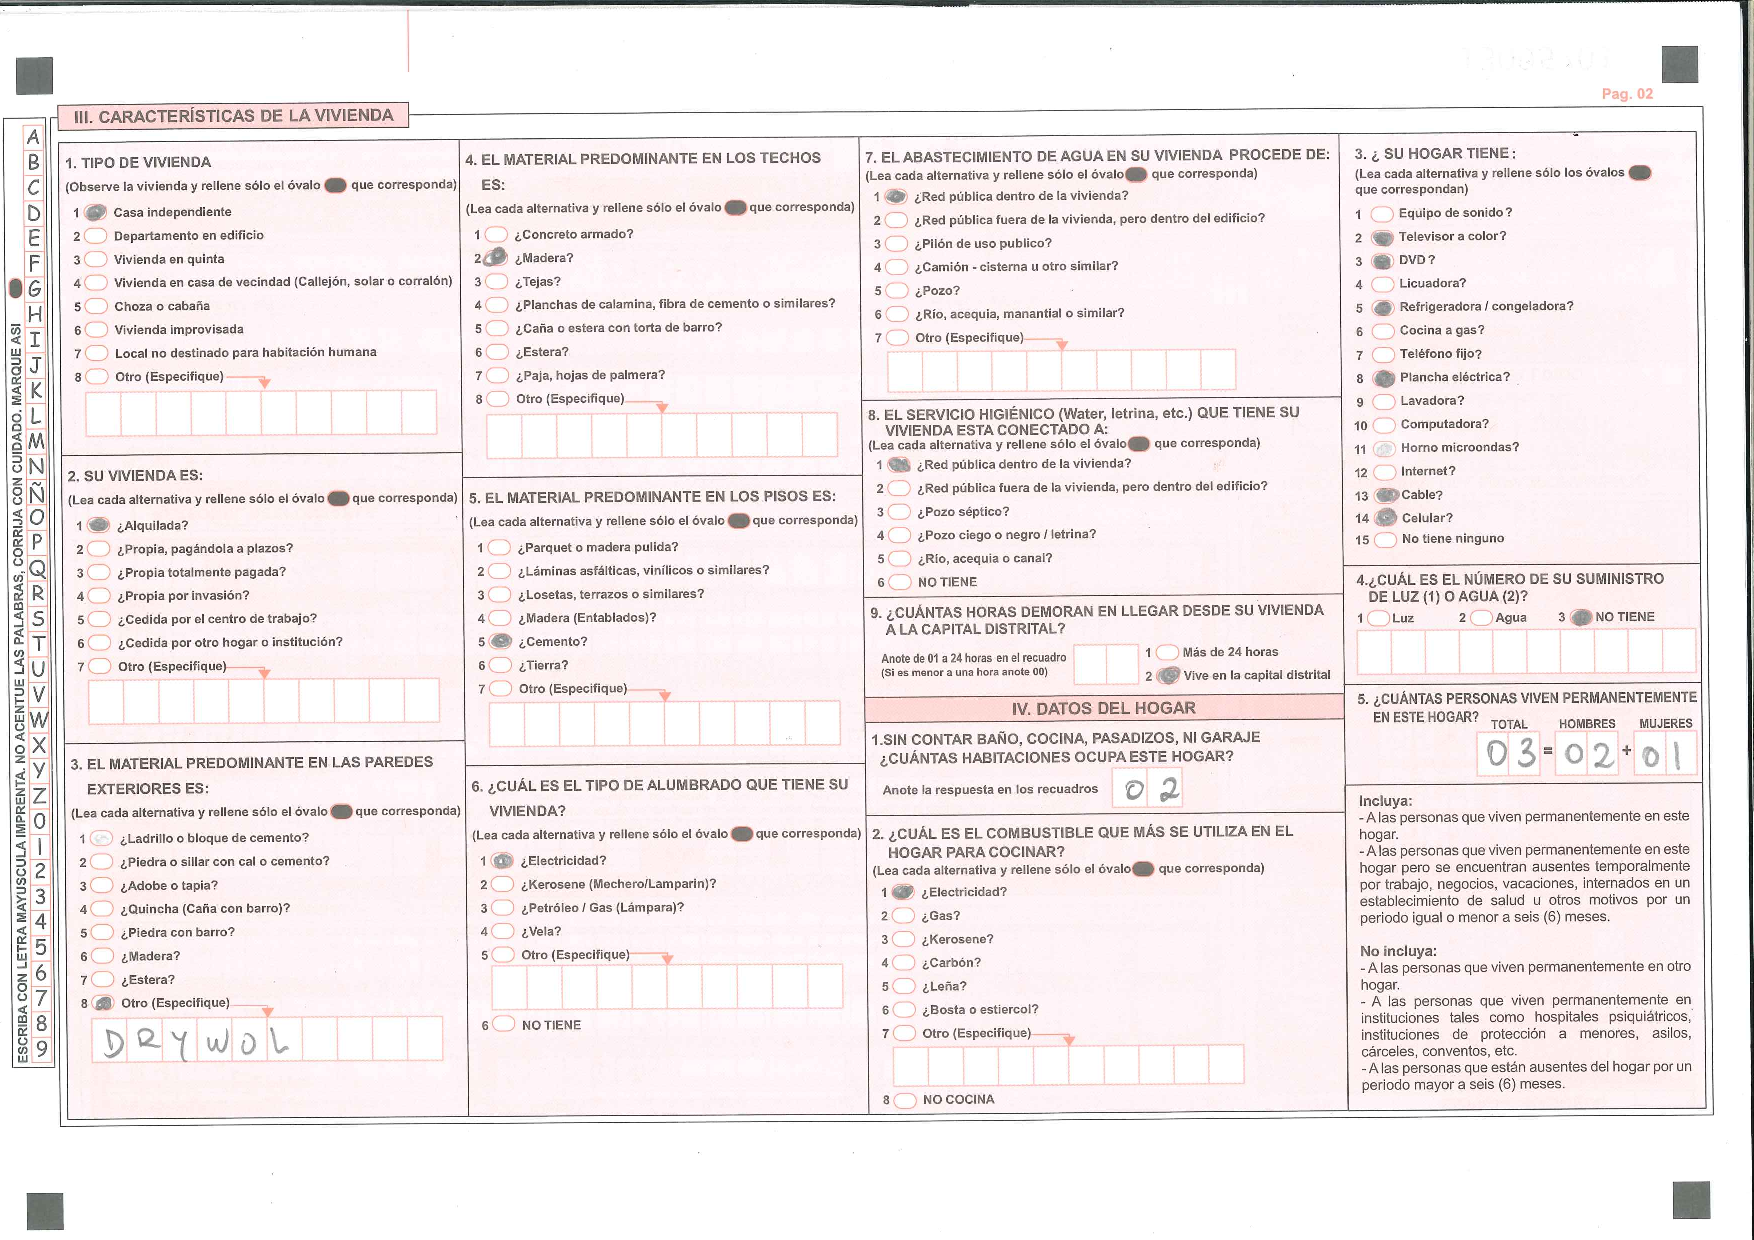 Pag. 02
III. CARACTERÍSTICAS DE LA VIVIENDA
ESCRIBA CON LETRA MAYUSCULA IMPRENTA. NO ACENTUE LAS PALABRAS, CORRIJA CON CUIDADO. MARQUE ASI
A
B
C
D
E
F
G
H
I
J
K
L
M
N
Ñ
O
P
Q
R
S
T
U
V
W
X
Y
Z
0
1
2
3
4
5
6
7
8
9
1. TIPO DE VIVIENDA
(Observe la vivienda y rellene sólo el óvalo que corresponda)
1 Casa independiente
2 Departamento en edificio
3 Vivienda en quinta
4 Vivienda en casa de vecindad (Callejón, solar o corralón)
5 Choza o cabaña
6 Vivienda improvisada
7 Local no destinado para habitación humana
8 Otro (Especifique)
2. SU VIVIENDA ES:
(Lea cada alternativa y rellene sólo el óvalo que corresponda)
1 ¿Alquilada?
2 ¿Propia, pagándola a plazos?
3 ¿Propia totalmente pagada?
4 ¿Propia por invasión?
5 ¿Cedida por el centro de trabajo?
6 ¿Cedida por otro hogar o institución?
7 Otro (Especifique)
3. EL MATERIAL PREDOMINANTE EN LAS PAREDES
EXTERIORES ES:
(Lea cada alternativa y rellene sólo el óvalo que corresponda)
1 ¿Ladrillo o bloque de cemento?
2 ¿Piedra o sillar con cal o cemento?
3 ¿Adobe o tapia?
4 ¿Quincha (Caña con barro)?
5 ¿Piedra con barro?
6 ¿Madera?
7 ¿Estera?
8 Otro (Especifique)
DRYWOL
4. EL MATERIAL PREDOMINANTE EN LOS TECHOS
ES:
(Lea cada alternativa y rellene sólo el óvalo que corresponda)
1 ¿Concreto armado?
2 ¿Madera?
3 ¿Tejas?
4 ¿Planchas de calamina, fibra de cemento o similares?
5 ¿Caña o estera con torta de barro?
6 ¿Estera?
7 ¿Paja, hojas de palmera?
8 Otro (Especifique)
5. EL MATERIAL PREDOMINANTE EN LOS PISOS ES:
(Lea cada alternativa y rellene sólo el óvalo que corresponda)
1 ¿Parquet o madera pulida?
2 ¿Láminas asfálticas, vinílicos o similares?
3 ¿Losetas, terrazos o similares?
4 ¿Madera (Entablados)?
5 ¿Cemento?
6 ¿Tierra?
7 Otro (Especifique)
6. ¿CUÁL ES EL TIPO DE ALUMBRADO QUE TIENE SU
VIVIENDA?
(Lea cada alternativa y rellene sólo el óvalo que corresponda)
1 ¿Electricidad?
2 ¿Kerosene (Mechero/Lamparin)?
3 ¿Petróleo / Gas (Lámpara)?
4 ¿Vela?
5 Otro (Especifique)
6 NO TIENE
7. EL ABASTECIMIENTO DE AGUA EN SU VIVIENDA PROCEDE DE:
(Lea cada alternativa y rellene sólo el óvalo que corresponda)
1 ¿Red pública dentro de la vivienda?
2 ¿Red pública fuera de la vivienda, pero dentro del edificio?
3 ¿Pilón de uso publico?
4 ¿Camión - cisterna u otro similar?
5 ¿Pozo?
6 ¿Río, acequia, manantial o similar?
7 Otro (Especifique)
8. EL SERVICIO HIGIÉNICO (Water, letrina, etc.) QUE TIENE SU
VIVIENDA ESTA CONECTADO A:
(Lea cada alternativa y rellene sólo el óvalo que corresponda)
1 ¿Red pública dentro de la vivienda?
2 ¿Red pública fuera de la vivienda, pero dentro del edificio?
3 ¿Pozo séptico?
4 ¿Pozo ciego o negro / letrina?
5 ¿Río, acequia o canal?
6 NO TIENE
9. ¿CUÁNTAS HORAS DEMORAN EN LLEGAR DESDE SU VIVIENDA
A LA CAPITAL DISTRITAL?
Anote de 01 a 24 horas en el recuadro
(Si es menor a una hora anote 00)
1 Más de 24 horas
2 Vive en la capital distrital
IV. DATOS DEL HOGAR
1.SIN CONTAR BAÑO, COCINA, PASADIZOS, NI GARAJE
¿CUÁNTAS HABITACIONES OCUPA ESTE HOGAR?
Anote la respuesta en los recuadros 02
2. ¿CUÁL ES EL COMBUSTIBLE QUE MÁS SE UTILIZA EN EL
HOGAR PARA COCINAR?
(Lea cada alternativa y rellene sólo el óvalo que corresponda)
1 ¿Electricidad?
2 ¿Gas?
3 ¿Kerosene?
4 ¿Carbón?
5 ¿Leña?
6 ¿Bosta o estiercol?
7 Otro (Especifique)
8 NO COCINA
3. ¿ SU HOGAR TIENE :
(Lea cada alternativa y rellene sólo los óvalos
que correspondan)
1 Equipo de sonido?
2 Televisor a color?
3 DVD ?
4 Licuadora?
5 Refrigeradora / congeladora?
6 Cocina a gas?
7 Teléfono fijo?
8 Plancha eléctrica?
9 Lavadora?
10 Computadora?
11 Horno microondas?
12 Internet?
13 Cable?
14 Celular?
15 No tiene ninguno
4.¿CUÁL ES EL NÚMERO DE SU SUMINISTRO
DE LUZ (1) O AGUA (2)?
1 Luz 2 Agua 3 NO TIENE
5. ¿CUÁNTAS PERSONAS VIVEN PERMANENTEMENTE
EN ESTE HOGAR? TOTAL HOMBRES MUJERES
03 = 02 + 01
Incluya:
- A las personas que viven permanentemente en este
hogar.
- A las personas que viven permanentemente en este
hogar pero se encuentran ausentes temporalmente
por trabajo, negocios, vacaciones, internados en un
establecimiento de salud u otros motivos por un
periodo igual o menor a seis (6) meses.
No incluya:
- A las personas que viven permanentemente en otro
hogar.
- A las personas que viven permanentemente en
instituciones tales como hospitales psiquiátricos,
instituciones de protección a menores, asilos,
cárceles, conventos, etc.
- A las personas que están ausentes del hogar por un
periodo mayor a seis (6) meses.